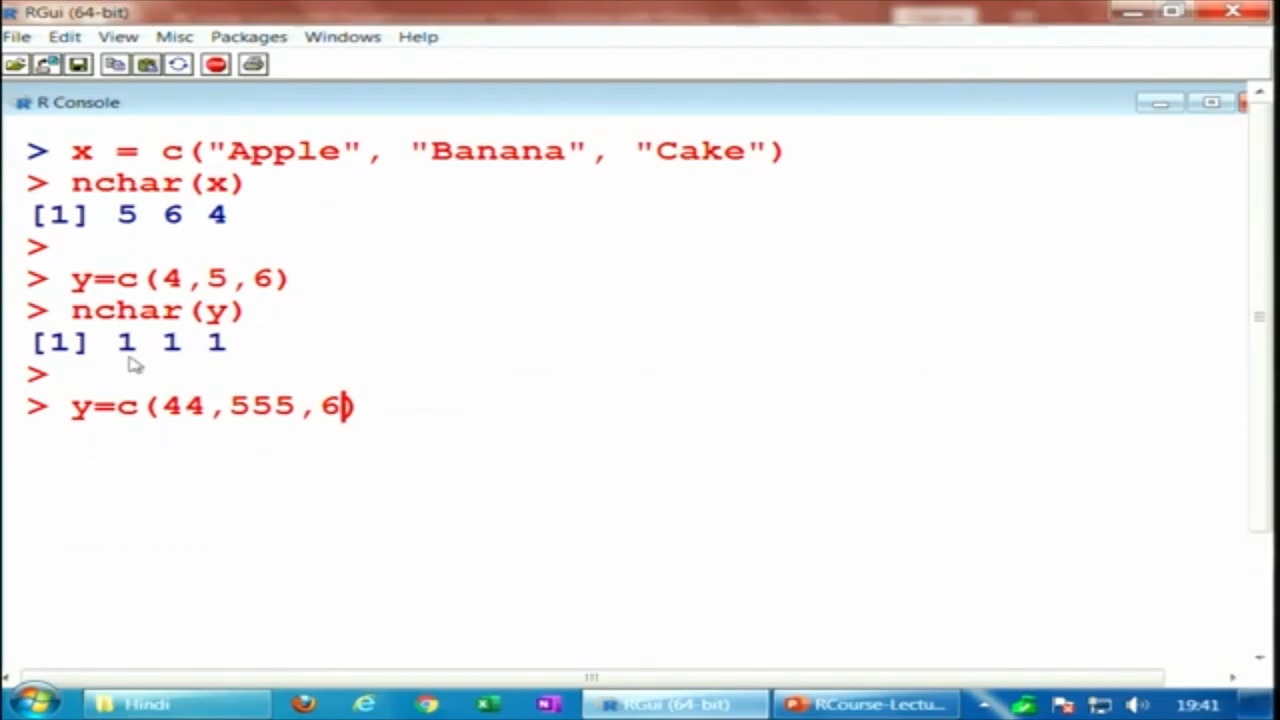 RGui (64-bit)
File Edit View Misc Packages Windows Help
R Console
> x = c("Apple", "Banana", "Cake")
> nchar(x)
[1] 5 6 4
>
> y=c(4,5,6)
> nchar(y)
[1] 1 1 1
>
> y=c(44,555,6)
Hindi
RGui (64-bit)
RCourse-Lectu...
19:41